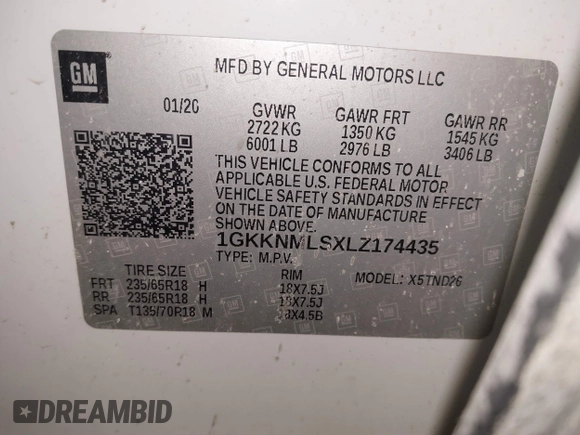 GM
MFD BY GENERAL MOTORS LLC
01/20 GVWR GAWR FRT GAWR RR
2722 KG 1350 KG 1545 KG
6001 LB 2976 LB 3406 LB
THIS VEHICLE CONFORMS TO ALL
APPLICABLE U.S. FEDERAL MOTOR
VEHICLE SAFETY STANDARDS IN EFFECT
ON THE DATE OF MANUFACTURE
SHOWN ABOVE.
1GKKNMLSXLZ174435
TYPE: M.P.V. MODEL: X5TND26
TIRE SIZE RIM
FRT 235/65R18 H 18X7.5J
RR 235/65R18 H 18X7.5J
SPA T135/70R18 M 18X4.5B
DREAMBID